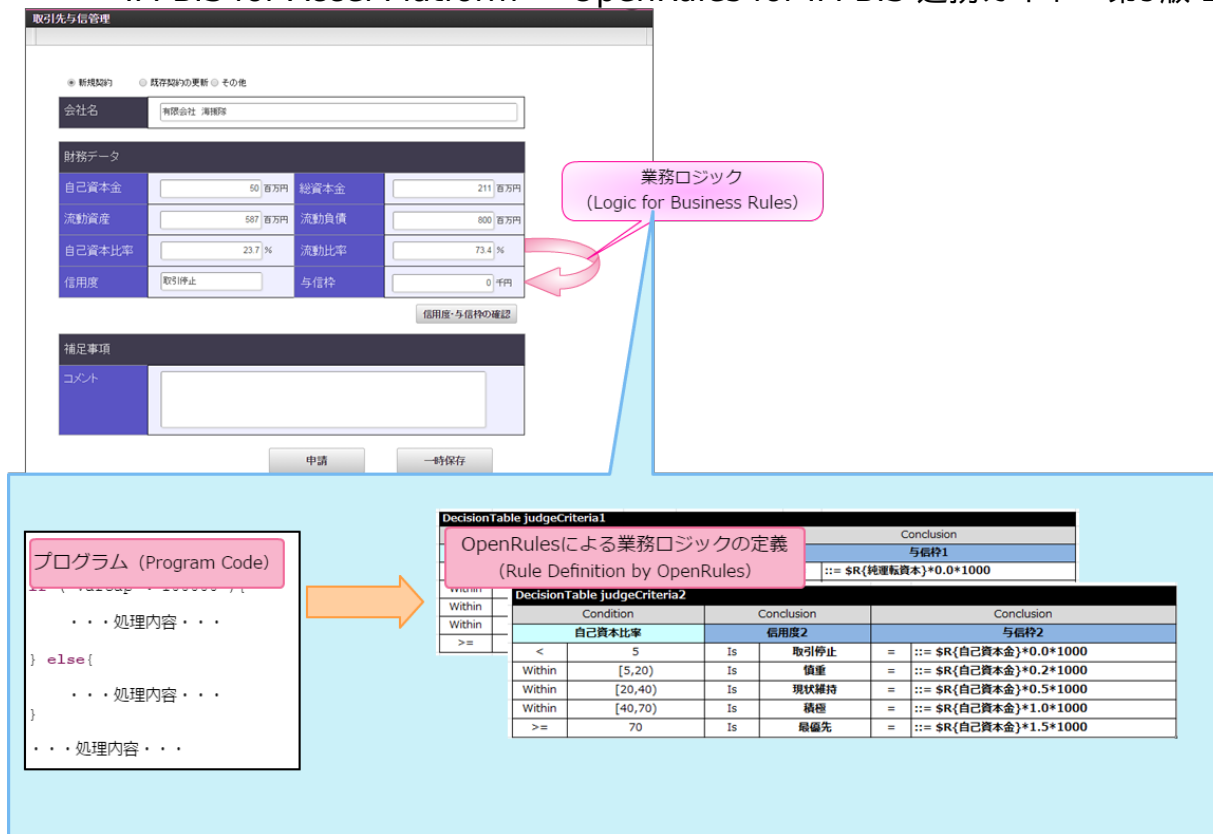 取引先与信管理
新規契約 既存契約の更新 その他
会社名 有限会社 海援隊
財務データ
自己資本金 50 百万円 総資本金 211 百万円
流動資産 587 百万円 流動負債 800 百万円
自己資本比率 23.7 % 流動比率 73.4 %
信用度 取引停止 与信枠 0 千円
信用度・与信枠の確認
補足事項
コメント
申請 一時保存
業務ロジック
(Logic for Business Rules)
プログラム (Program Code)
・・・処理内容・・・
} else{
・・・処理内容・・・
}
・・・処理内容・・・
DecisionTable judgeCriteria1
Conclusion
与信枠1
::= $R{純運転資本}*0.0*1000
Within
Within
>=
OpenRulesによる業務ロジックの定義
(Rule Definition by OpenRules)
DecisionTable judgeCriteria2
Condition Conclusion Conclusion
自己資本比率 信用度2 与信枠2
< 5 Is 取引停止 = ::= $R{自己資本金}*0.0*1000
Within [5,20) Is 慎重 = ::= $R{自己資本金}*0.2*1000
Within [20,40) Is 現状維持 = ::= $R{自己資本金}*0.5*1000
Within [40,70) Is 積極 = ::= $R{自己資本金}*1.0*1000
>= 70 Is 最優先 = ::= $R{自己資本金}*1.5*1000